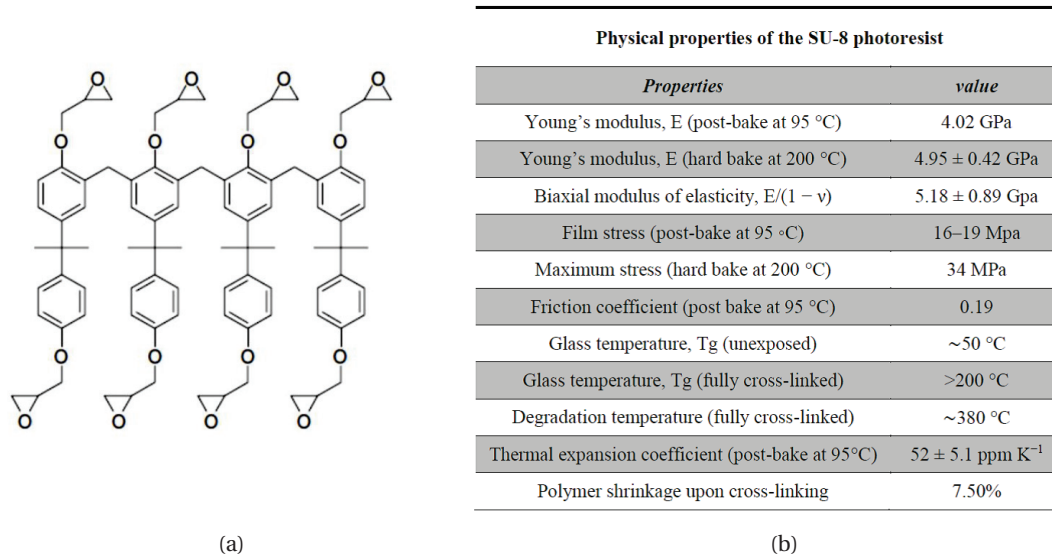 O O O O
O O O O
O O O O
O O O O
(a)
Physical properties of the SU-8 photoresist
Properties value
Young’s modulus, E (post-bake at 95 °C) 4.02 GPa
Young’s modulus, E (hard bake at 200 °C) 4.95 ± 0.42 GPa
Biaxial modulus of elasticity, E/(1 − ν) 5.18 ± 0.89 Gpa
Film stress (post-bake at 95 ◦C) 16–19 Mpa
Maximum stress (hard bake at 200 °C) 34 MPa
Friction coefficient (post bake at 95 °C) 0.19
Glass temperature, Tg (unexposed) ~50 °C
Glass temperature, Tg (fully cross-linked) >200 °C
Degradation temperature (fully cross-linked) ~380 °C
Thermal expansion coefficient (post-bake at 95°C) 52 ± 5.1 ppm K⁻¹
Polymer shrinkage upon cross-linking 7.50%
(b)